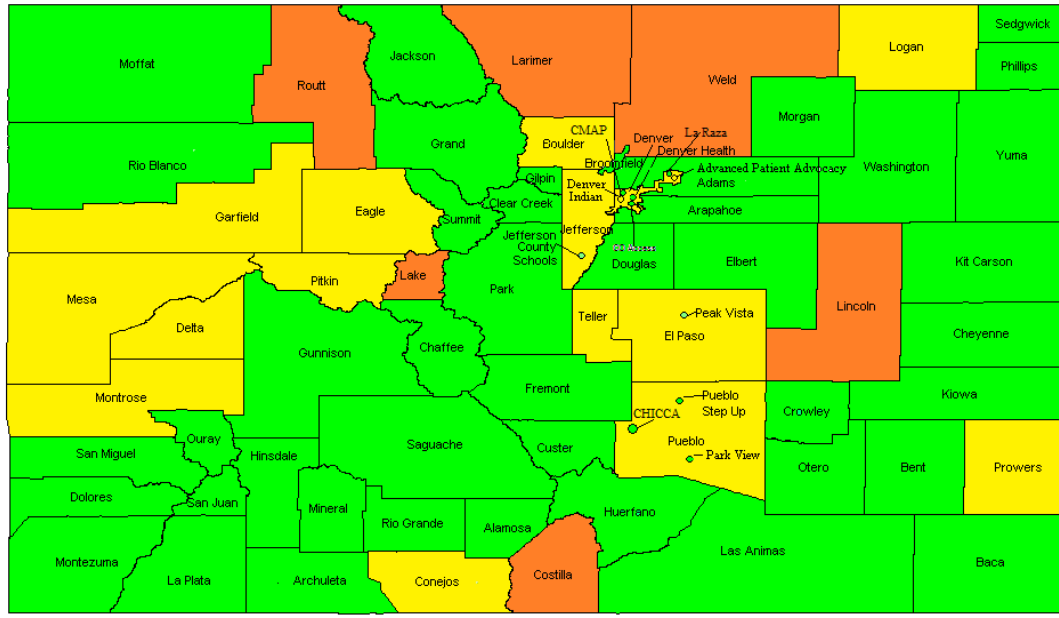 Sedgwick
Logan
Jackson
Moffat
Larimer
Phillips
Weld
Routt
Morgan
CMAP
La Raza
Denver
Boulder
Grand
Denver Health
Yuma
Broomfield
Rio Blanco
Washington
Advanced Patient Advocacy
Gilpin
Adams
Denver
Indian
Clear Creek
Eagle
Arapahoe
Garfield
Summit
Jefferson
Jefferson
County
Schools
CO Access
Douglas
Elbert
Kit Carson
Lake
Pitkin
Park
Mesa
Lincoln
Peak Vista
Teller
Delta
El Paso
Cheyenne
Chaffee
Gunnison
Fremont
Kiowa
Montrose
Pueblo
Step Up
Crowley
CHICCA
Ouray
Saguache
Pueblo
Custer
San Miguel
Hinsdale
Park View
Otero
Bent
Prowers
Dolores
San Juan
Mineral
Huerfano
Rio Grande
Alamosa
Las Animas
Montezuma
Baca
La Plata
Archuleta
Conejos
Costilla